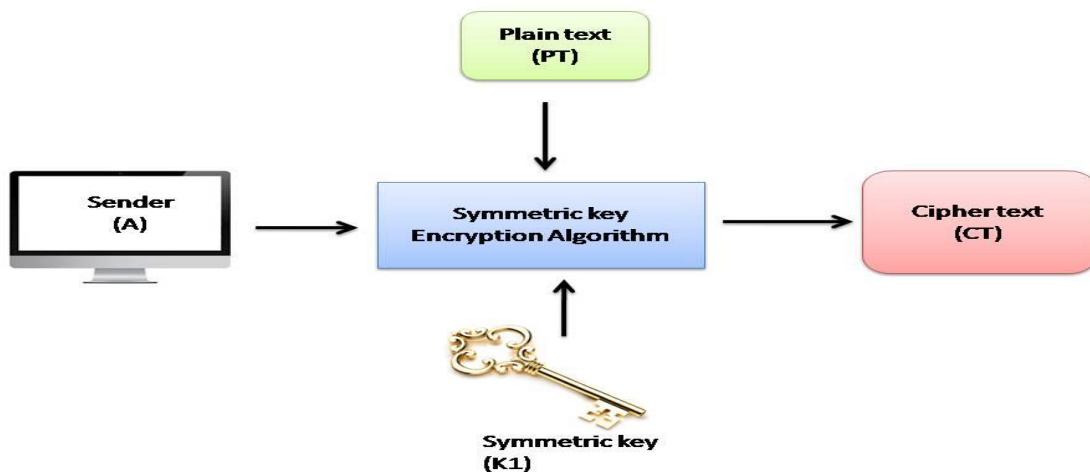 Plain text
(PT)
Sender
(A)
Symmetric key
Encryption Algorithm
Cipher text
(CT)
Symmetric key
(K1)